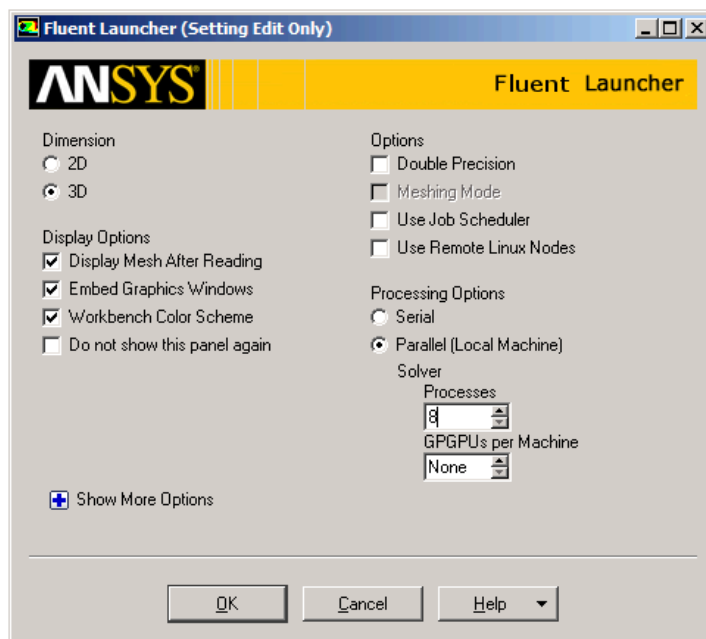 Fluent Launcher (Setting Edit Only)
ANSYS®
Fluent Launcher
Dimension
2D
3D
Display Options
Display Mesh After Reading
Embed Graphics Windows
Workbench Color Scheme
Do not show this panel again
Options
Double Precision
Meshing Mode
Use Job Scheduler
Use Remote Linux Nodes
Processing Options
Serial
Parallel (Local Machine)
Solver
Processes
8
GPGPUs per Machine
None
Show More Options
OK
Cancel
Help